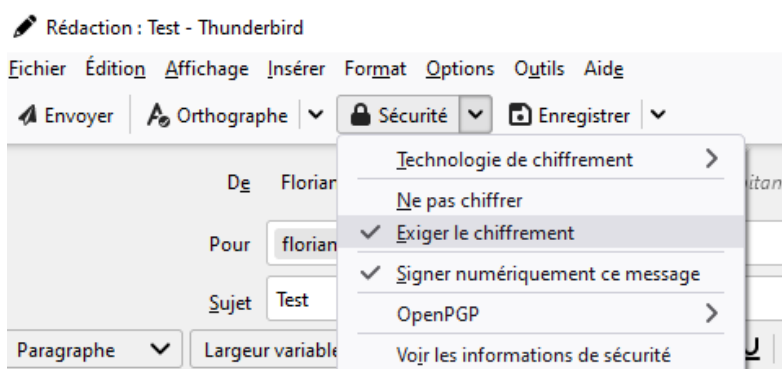 Rédaction : Test - Thunderbird
Fichier Édition Affichage Insérer Format Options Outils Aide
Envoyer Orthographe Sécurité Enregistrer
Technologie de chiffrement
De Florian
Ne pas chiffrer
Exiger le chiffrement
Pour florian
Signer numériquement ce message
Sujet Test
OpenPGP
Paragraphe Largeur variable
Voir les informations de sécurité
U